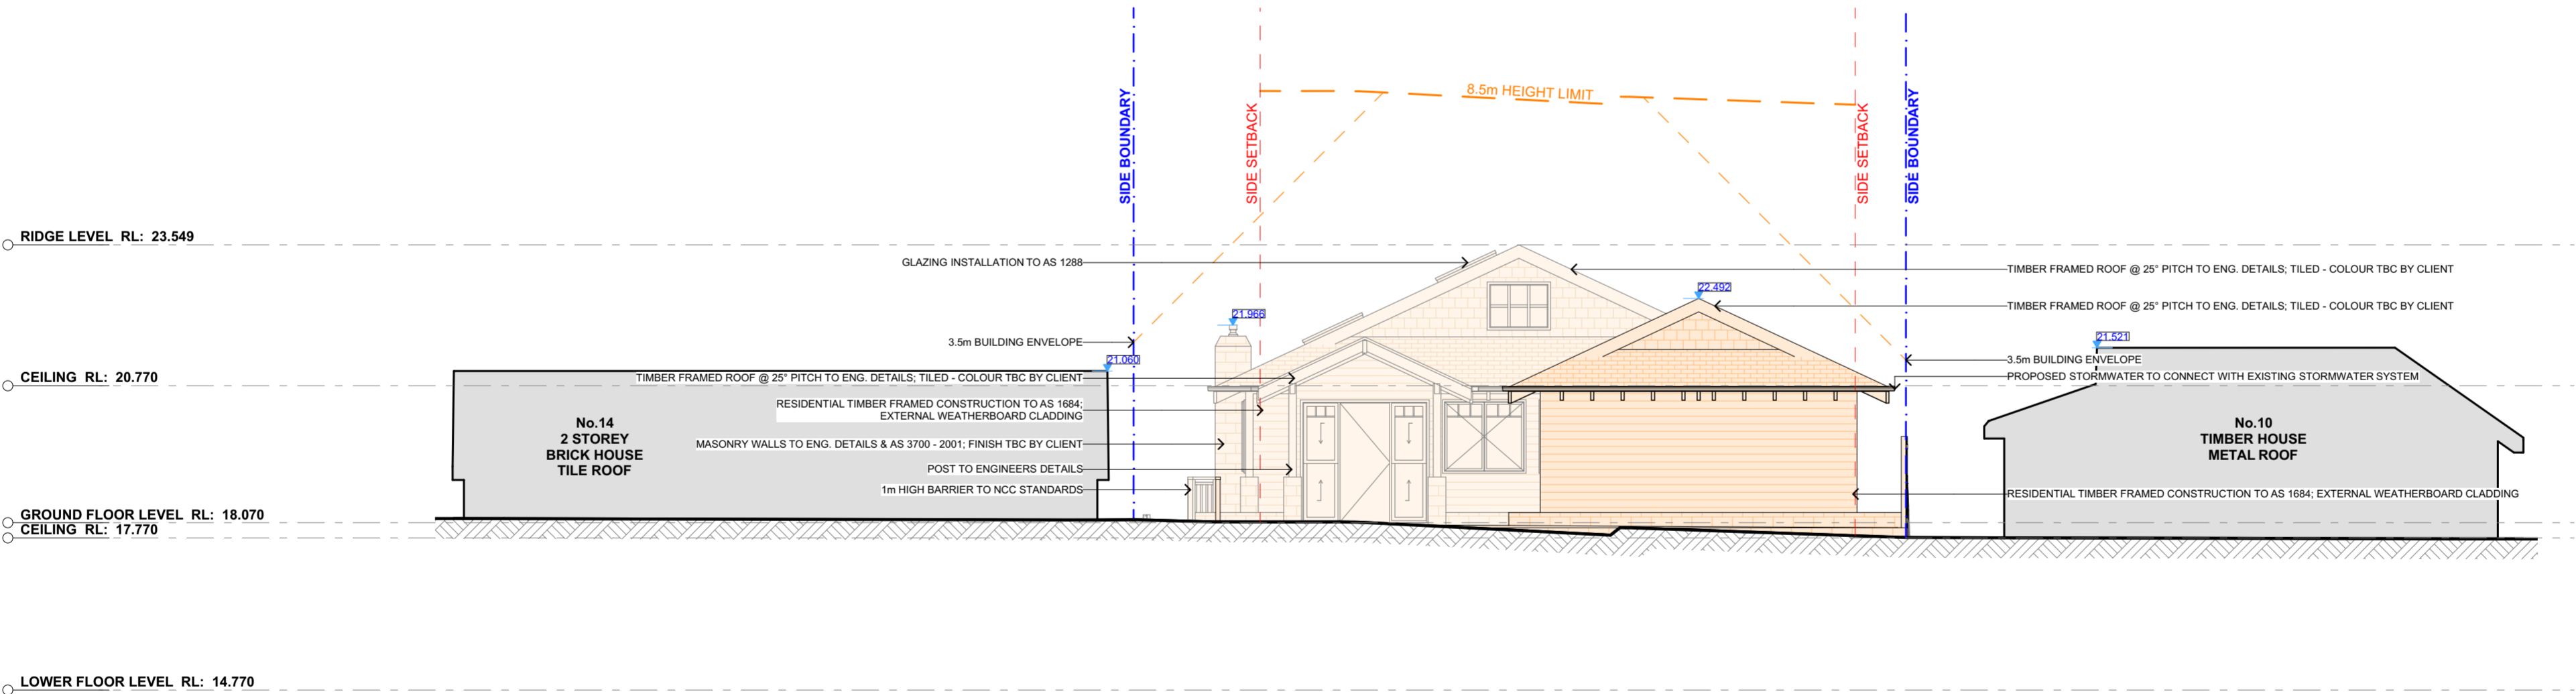 8.5m HEIGHT LIMIT
SIDE BOUNDARY
SIDE SETBACK
SIDE SETBACK
SIDE BOUNDARY
RIDGE LEVEL RL: 23.549
GLAZING INSTALLATION TO AS 1288
TIMBER FRAMED ROOF @ 25° PITCH TO ENG. DETAILS; TILED - COLOUR TBC BY CLIENT
22.492
TIMBER FRAMED ROOF @ 25° PITCH TO ENG. DETAILS; TILED - COLOUR TBC BY CLIENT
21.966
21.521
3.5m BUILDING ENVELOPE
21.060
3.5m BUILDING ENVELOPE
CEILING RL: 20.770
TIMBER FRAMED ROOF @ 25° PITCH TO ENG. DETAILS; TILED - COLOUR TBC BY CLIENT
PROPOSED STORMWATER TO CONNECT WITH EXISTING STORMWATER SYSTEM
RESIDENTIAL TIMBER FRAMED CONSTRUCTION TO AS 1684;
EXTERNAL WEATHERBOARD CLADDING
No.14
2 STOREY
BRICK HOUSE
TILE ROOF
No.10
TIMBER HOUSE
METAL ROOF
MASONRY WALLS TO ENG. DETAILS & AS 3700 - 2001; FINISH TBC BY CLIENT
POST TO ENGINEERS DETAILS
1m HIGH BARRIER TO NCC STANDARDS
RESIDENTIAL TIMBER FRAMED CONSTRUCTION TO AS 1684; EXTERNAL WEATHERBOARD CLADDING
GROUND FLOOR LEVEL RL: 18.070
CEILING RL: 17.770
LOWER FLOOR LEVEL RL: 14.770